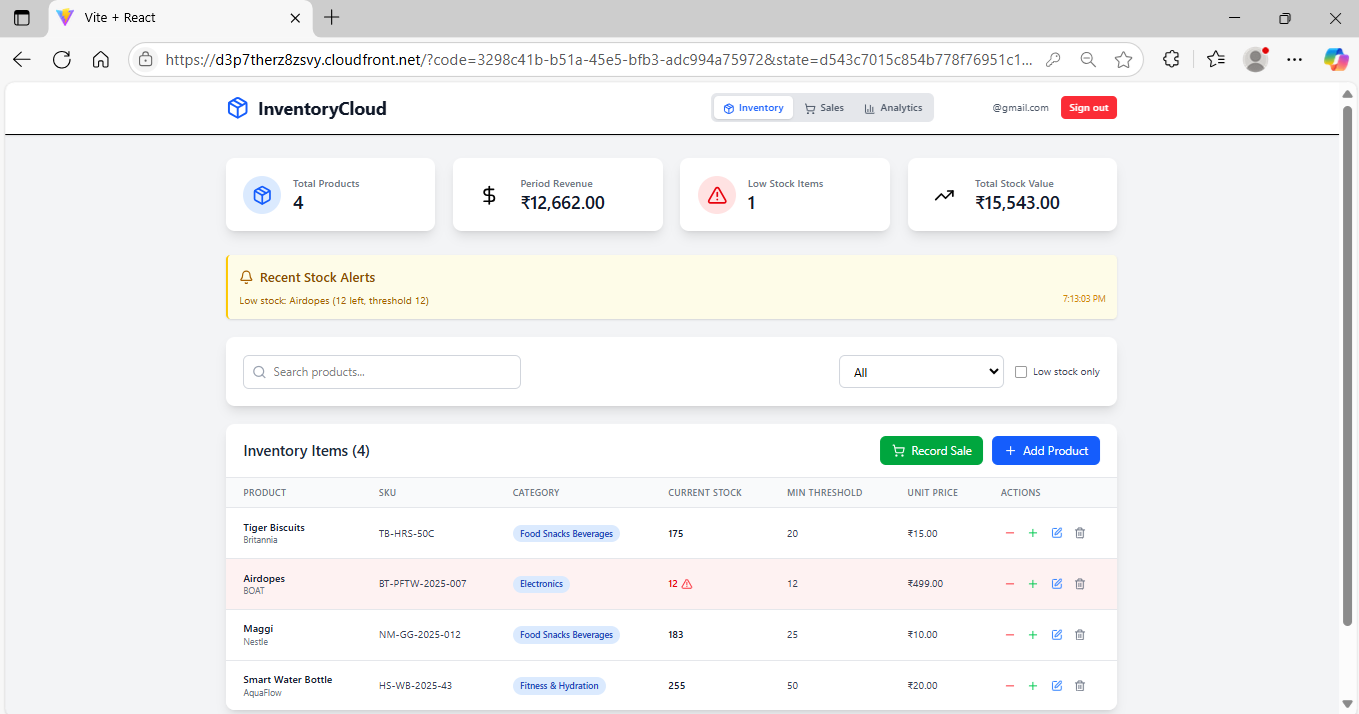 Vite + React
https://d3p7therz8zsvy.cloudfront.net/?code=3298c41b-b51a-45e5-bfb3-adc994a75972&state=d543c7015c854b778f76951c1...
InventoryCloud
Inventory Sales Analytics
@gmail.com Sign out
Total Products
4
Period Revenue
₹12,662.00
Low Stock Items
1
Total Stock Value
₹15,543.00
Recent Stock Alerts
Low stock: Airdopes (12 left, threshold 12) 7:13:03 PM
Search products... All Low stock only
Inventory Items (4) Record Sale + Add Product
PRODUCT SKU CATEGORY CURRENT STOCK MIN THRESHOLD UNIT PRICE ACTIONS
Tiger Biscuits TB-HRS-50C Food Snacks Beverages 175 20 ₹15.00
Britannia
Airdopes BT-PFTW-2025-007 Electronics 12 12 ₹499.00
BOAT
Maggi NM-GG-2025-012 Food Snacks Beverages 183 25 ₹10.00
Nestle
Smart Water Bottle HS-WB-2025-43 Fitness & Hydration 255 50 ₹20.00
AquaFlow